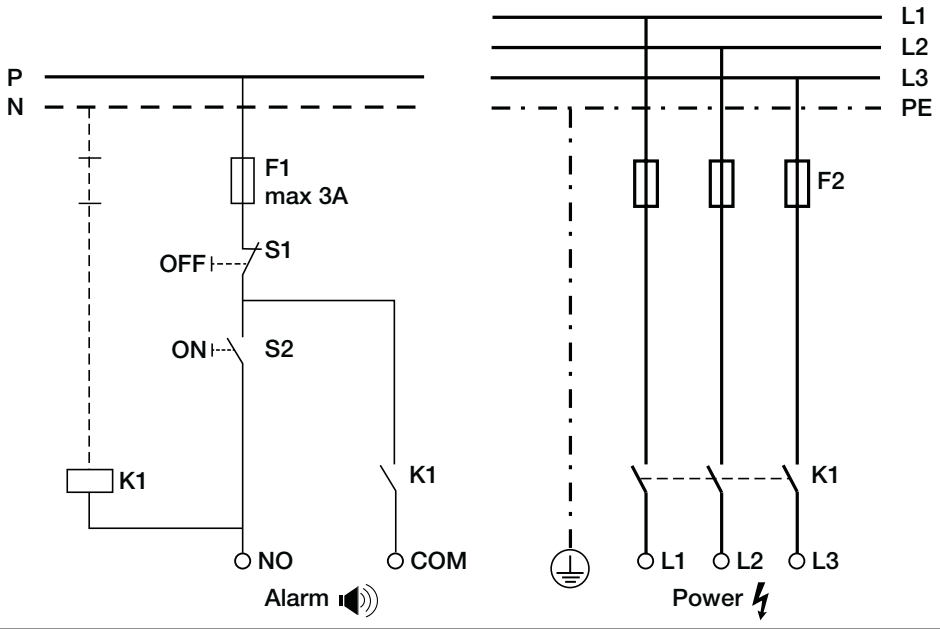 P
N
F1
max 3A
S1
OFF
ON
S2
K1
K1
NO
COM
Alarm
L1
L2
L3
PE
F2
K1
L1
L2
L3
Power